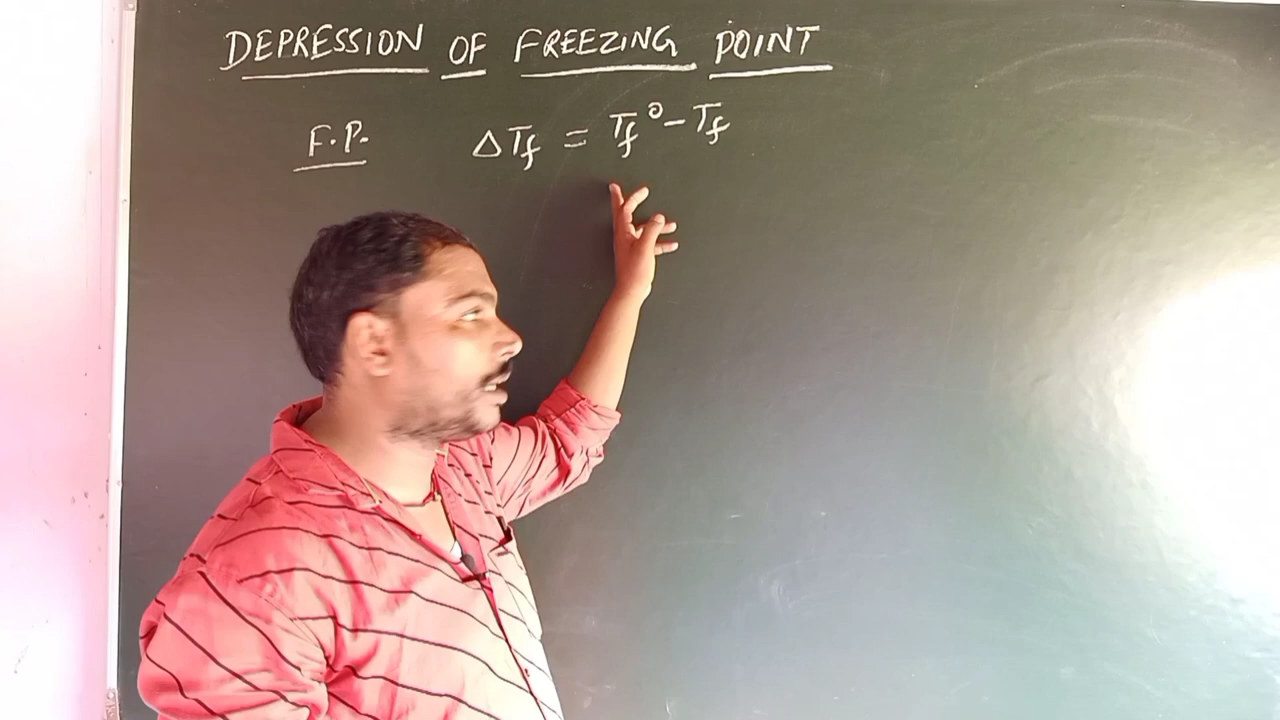 DEPRESSION OF FREEZING POINT
F.P. ΔTf = Tf° - Tf